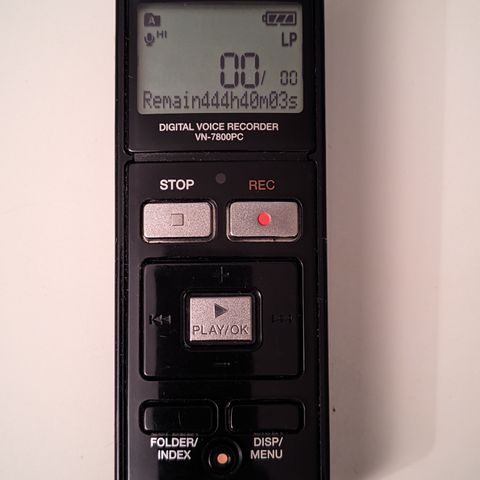 A
HI
LP
00/ 00
Remain444h40m03s
DIGITAL VOICE RECORDER
VN-7800PC
STOP
REC
PLAY/OK
FOLDER/
INDEX
DISP/
MENU